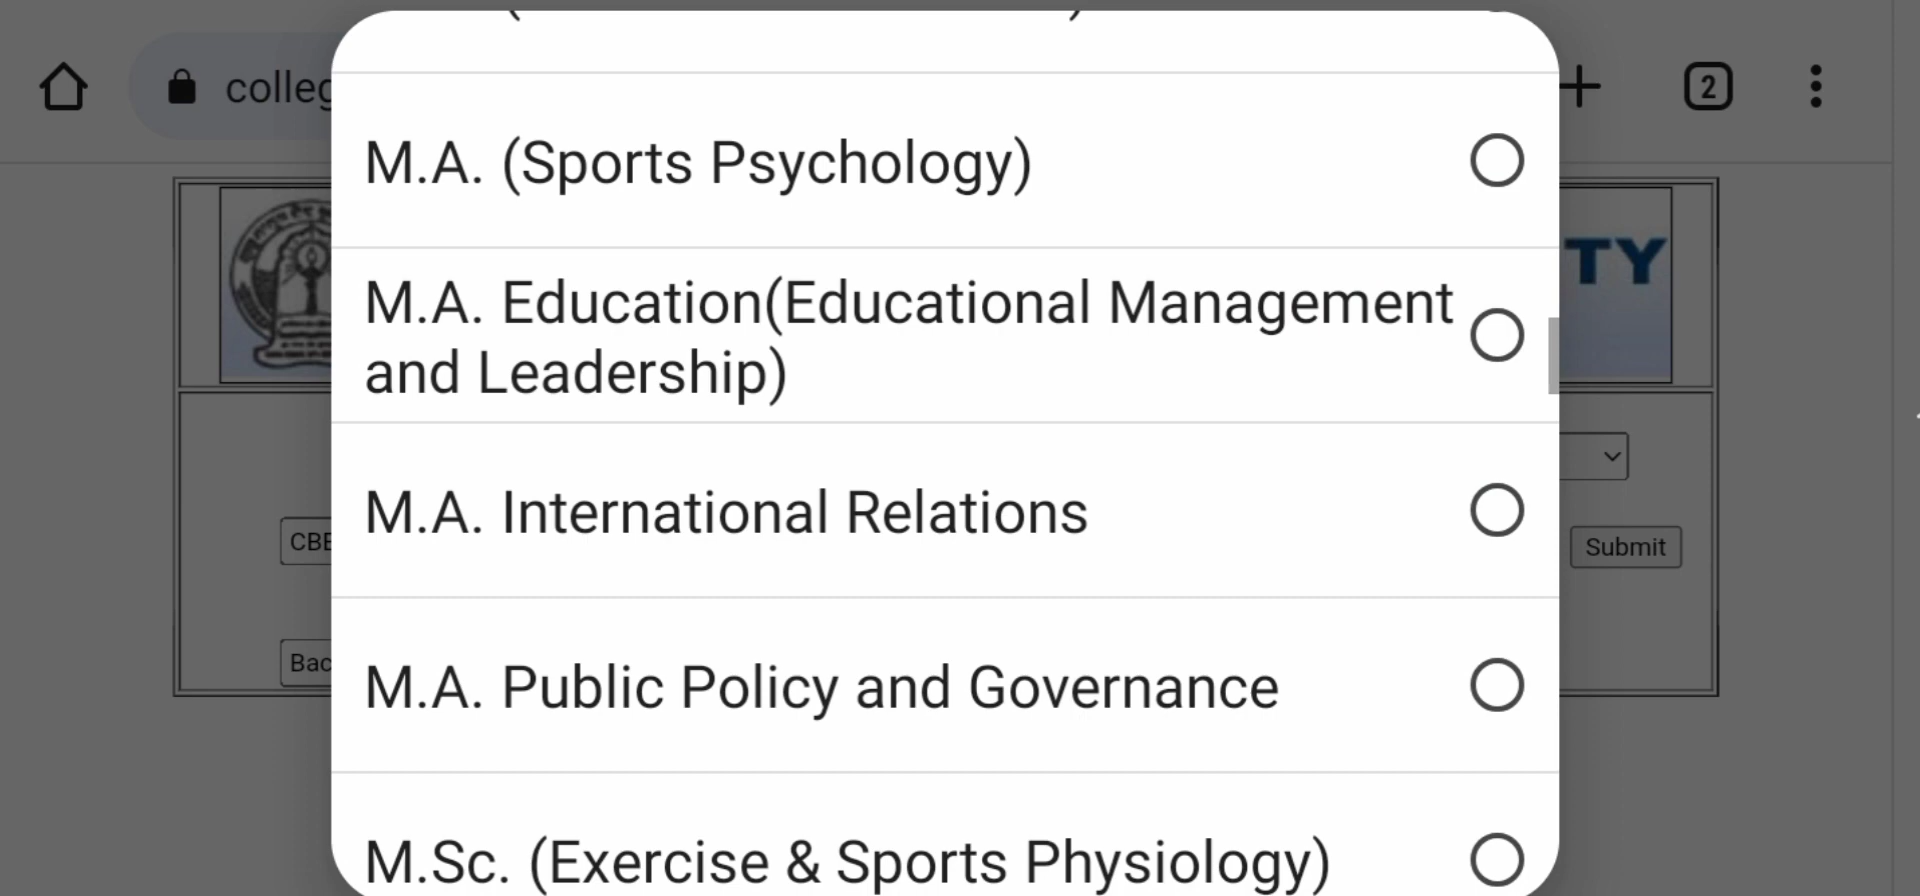 colleg
2
M.A. (Sports Psychology)
TY
M.A. Education(Educational Management
and Leadership)
M.A. International Relations
CBE
Submit
Bac
M.A. Public Policy and Governance
M.Sc. (Exercise & Sports Physiology)